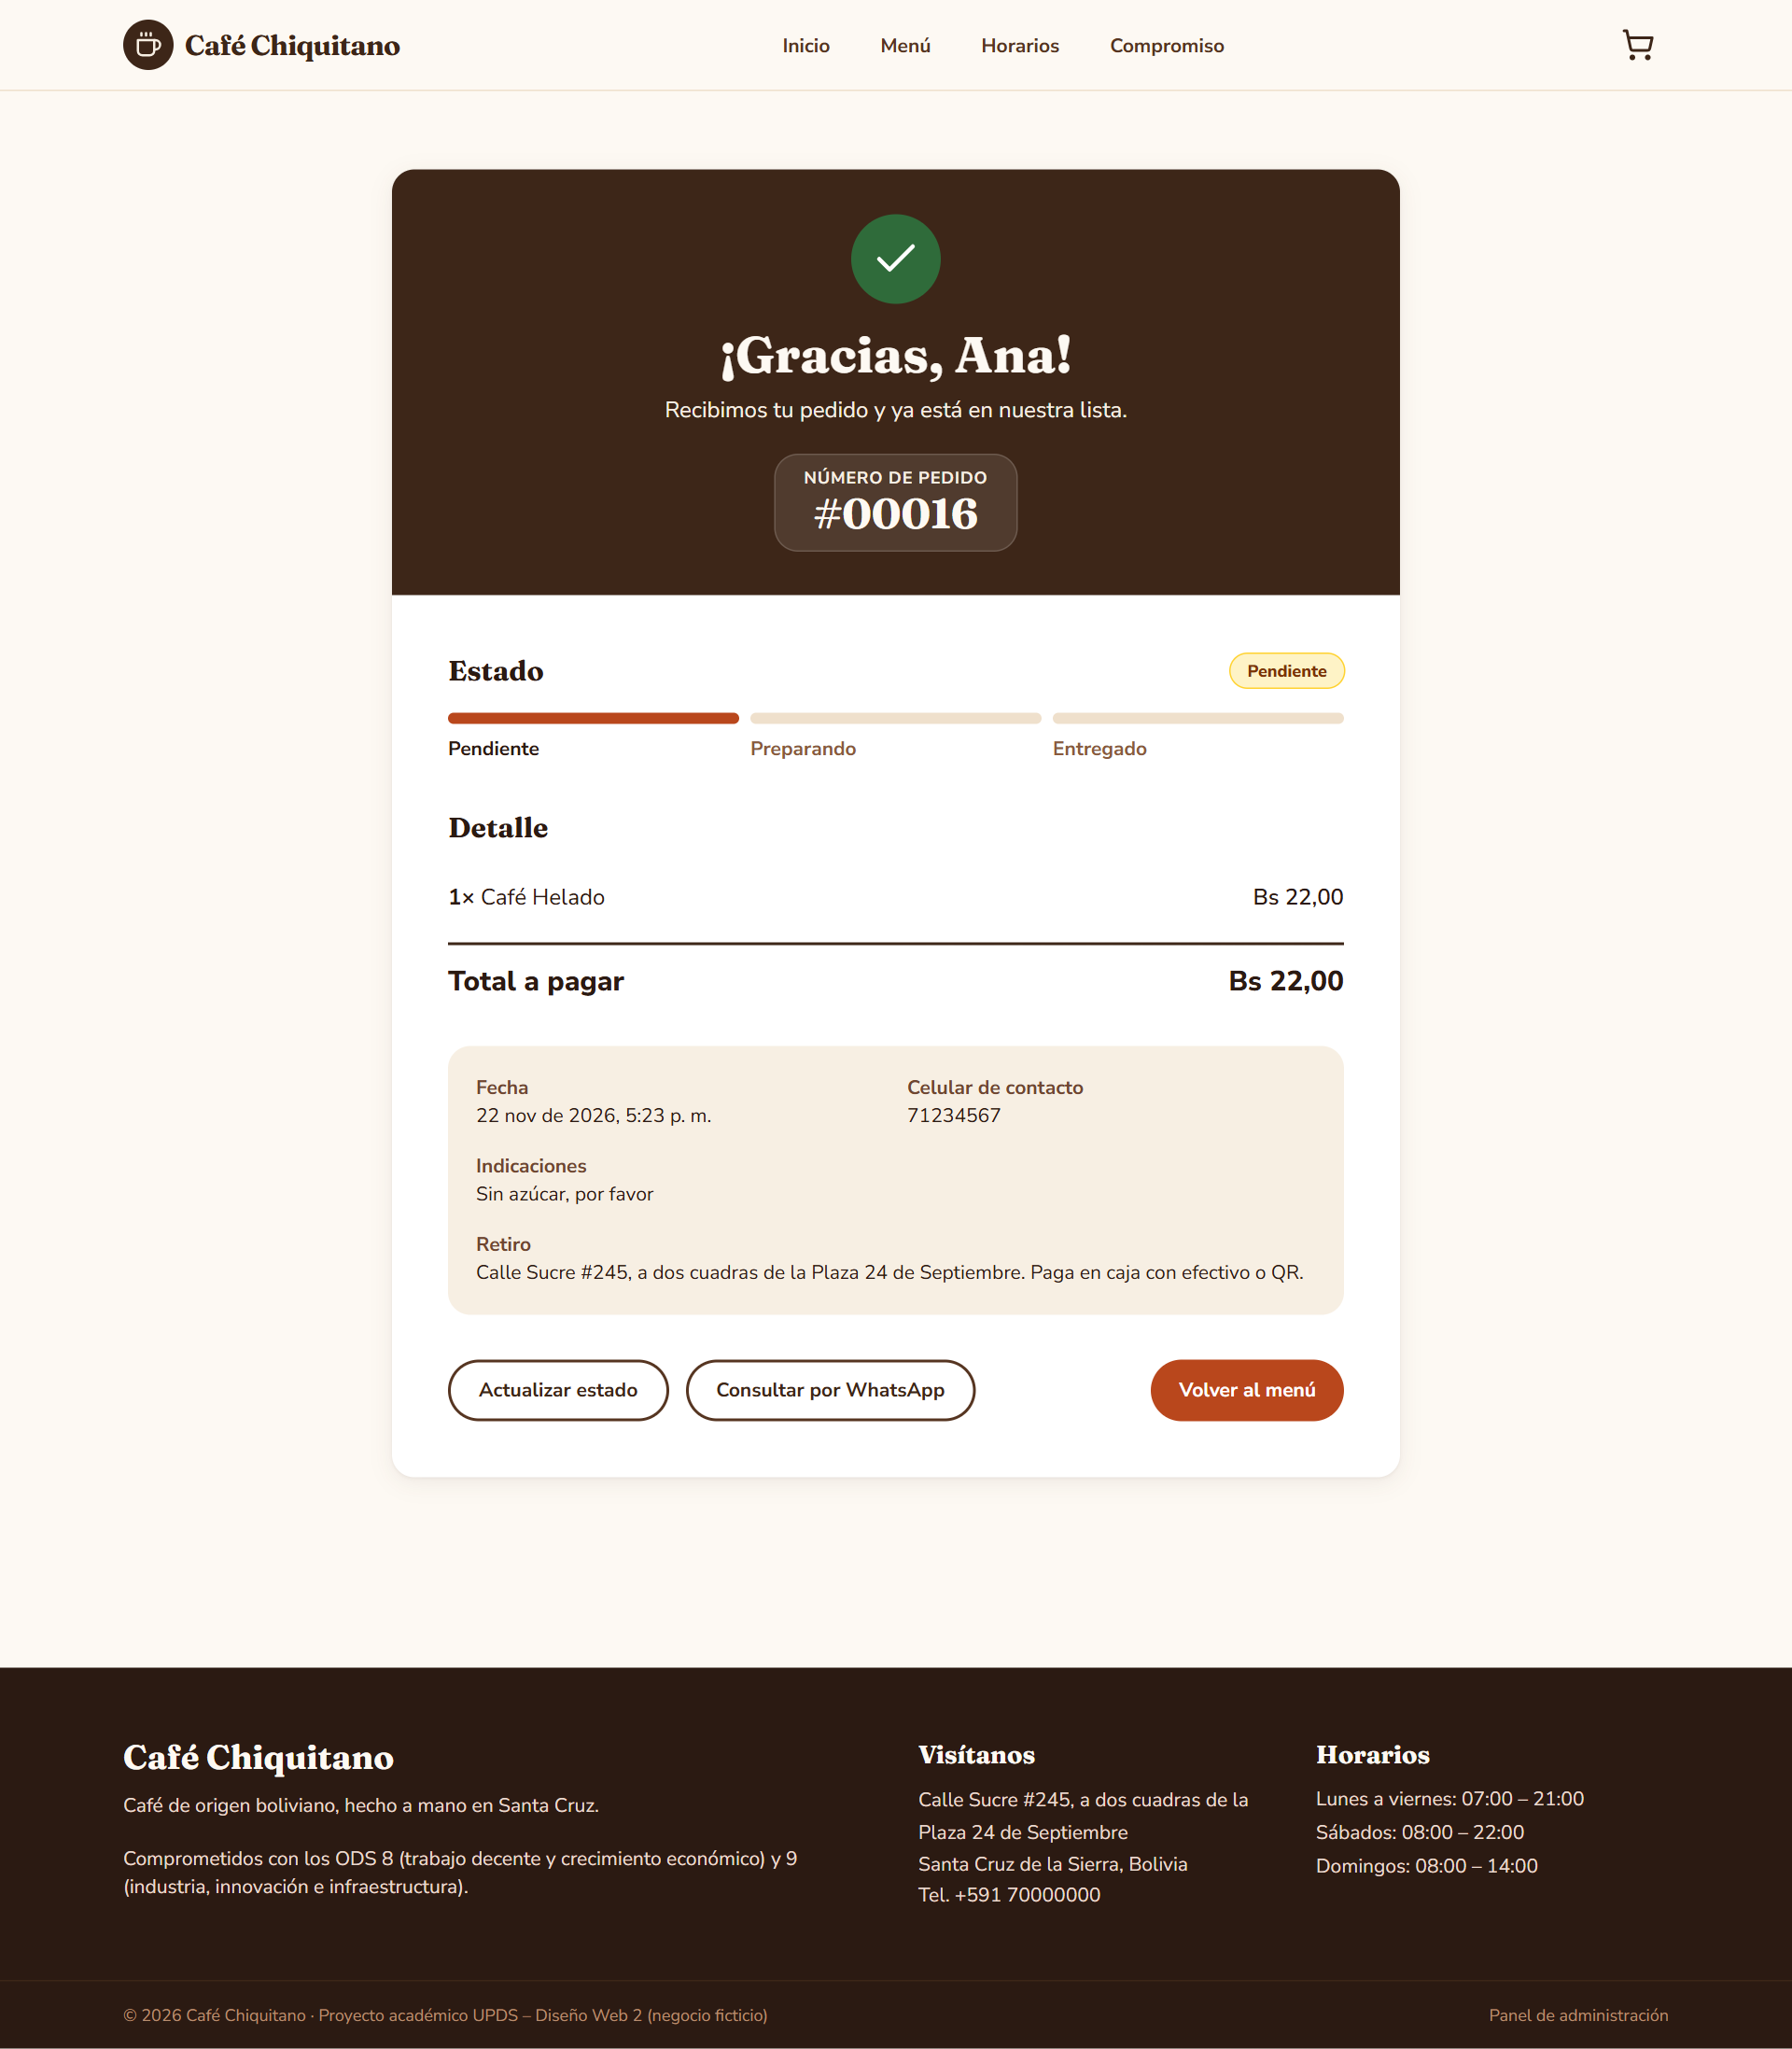 Café Chiquitano
Inicio
Menú
Horarios
Compromiso
¡Gracias, Ana!
Recibimos tu pedido y ya está en nuestra lista.
NÚMERO DE PEDIDO
#00016
Estado
Pendiente
Pendiente
Preparando
Entregado
Detalle
1× Café Helado
Bs 22,00
Total a pagar
Bs 22,00
Fecha
22 nov de 2026, 5:23 p. m.
Celular de contacto
71234567
Indicaciones
Sin azúcar, por favor
Retiro
Calle Sucre #245, a dos cuadras de la Plaza 24 de Septiembre. Paga en caja con efectivo o QR.
Actualizar estado
Consultar por WhatsApp
Volver al menú
Café Chiquitano
Café de origen boliviano, hecho a mano en Santa Cruz.
Comprometidos con los ODS 8 (trabajo decente y crecimiento económico) y 9
(industria, innovación e infraestructura).
Visítanos
Calle Sucre #245, a dos cuadras de la
Plaza 24 de Septiembre
Santa Cruz de la Sierra, Bolivia
Tel. +591 70000000
Horarios
Lunes a viernes: 07:00 – 21:00
Sábados: 08:00 – 22:00
Domingos: 08:00 – 14:00
© 2026 Café Chiquitano · Proyecto académico UPDS – Diseño Web 2 (negocio ficticio)
Panel de administración